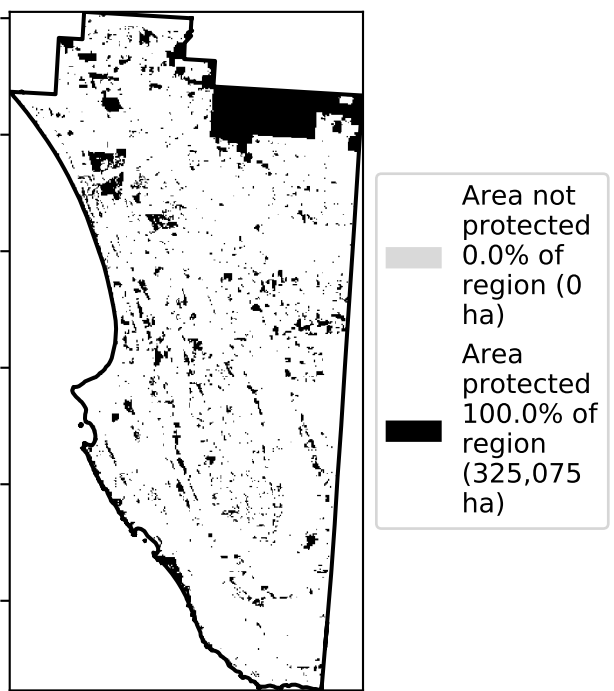 Area not
protected
0.0% of
region (0
ha)
Area
protected
100.0% of
region
(325,075
ha)